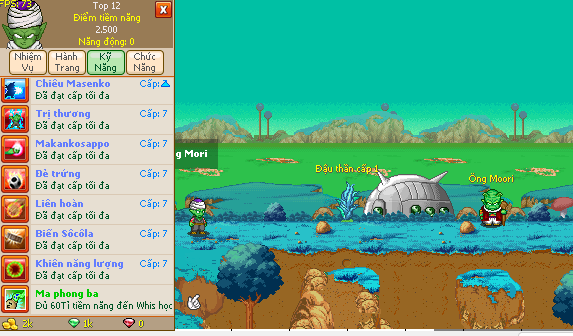 FPS: 73
Top 12
X
Điểm tiềm năng
2.500
Năng động: 0
Nhiệm Vụ
Hành Trang
Kỹ Năng
Chức Năng
Chiêu Masenko Cấp:
Đã đạt cấp tối đa
Trị thương Cấp: 7
Đã đạt cấp tối đa
Makankosappo Cấp: 7
Đã đạt cấp tối đa
Đẻ trứng Cấp: 7
Đã đạt cấp tối đa
Liên hoàn Cấp: 7
Đã đạt cấp tối đa
Biến Sôcôla Cấp: 7
Đã đạt cấp tối đa
Khiên năng lượng Cấp: 7
Đã đạt cấp tối đa
Ma phong ba
Đủ 60Tỉ tiềm năng đến Whis học
2k 1k 0
g Mori
Đậu thần cấp 1
Ông Moori